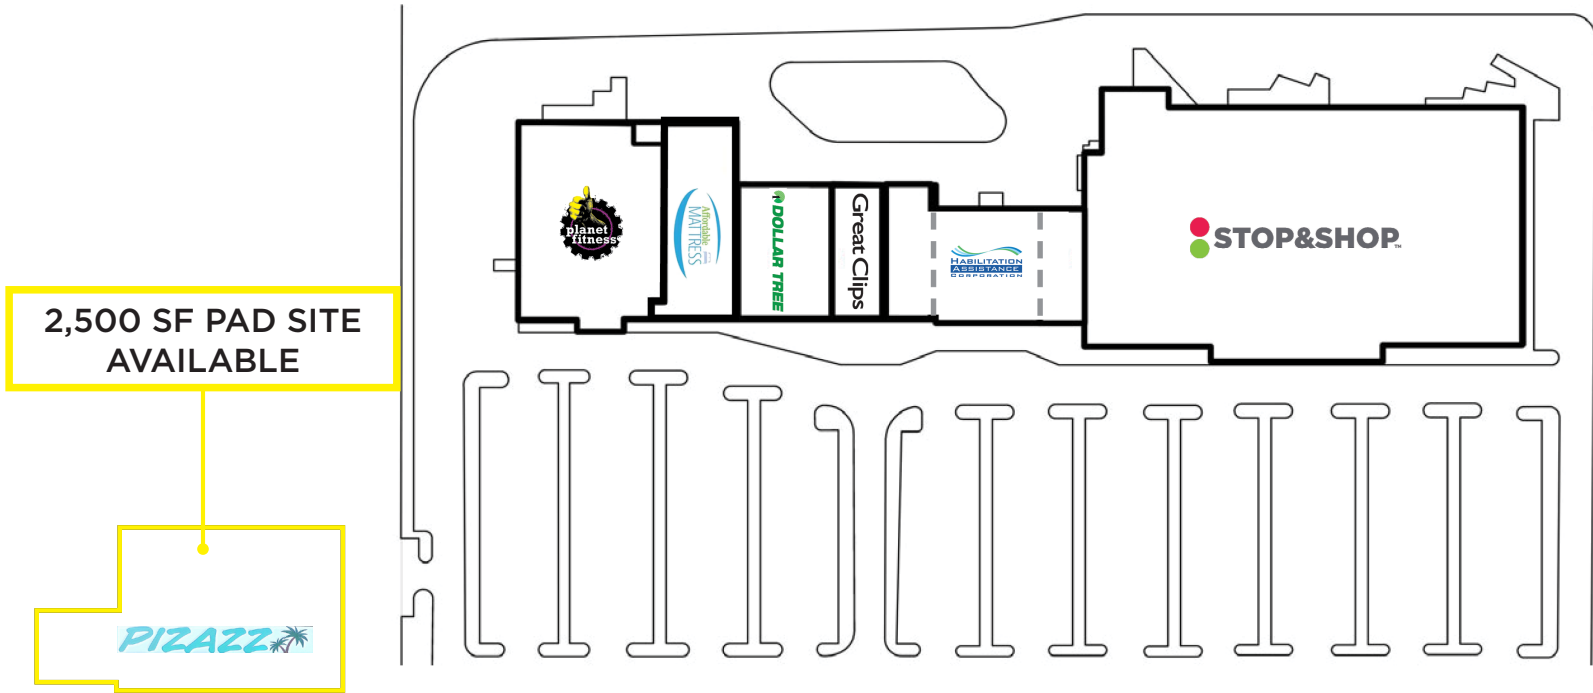 planet
fitness
Affordable
MATTRESS
DOLLAR TREE
Great Clips
HABILITATION
ASSISTANCE
CORPORATION
STOP&SHOP
2,500 SF PAD SITE
AVAILABLE
PIZAZZ